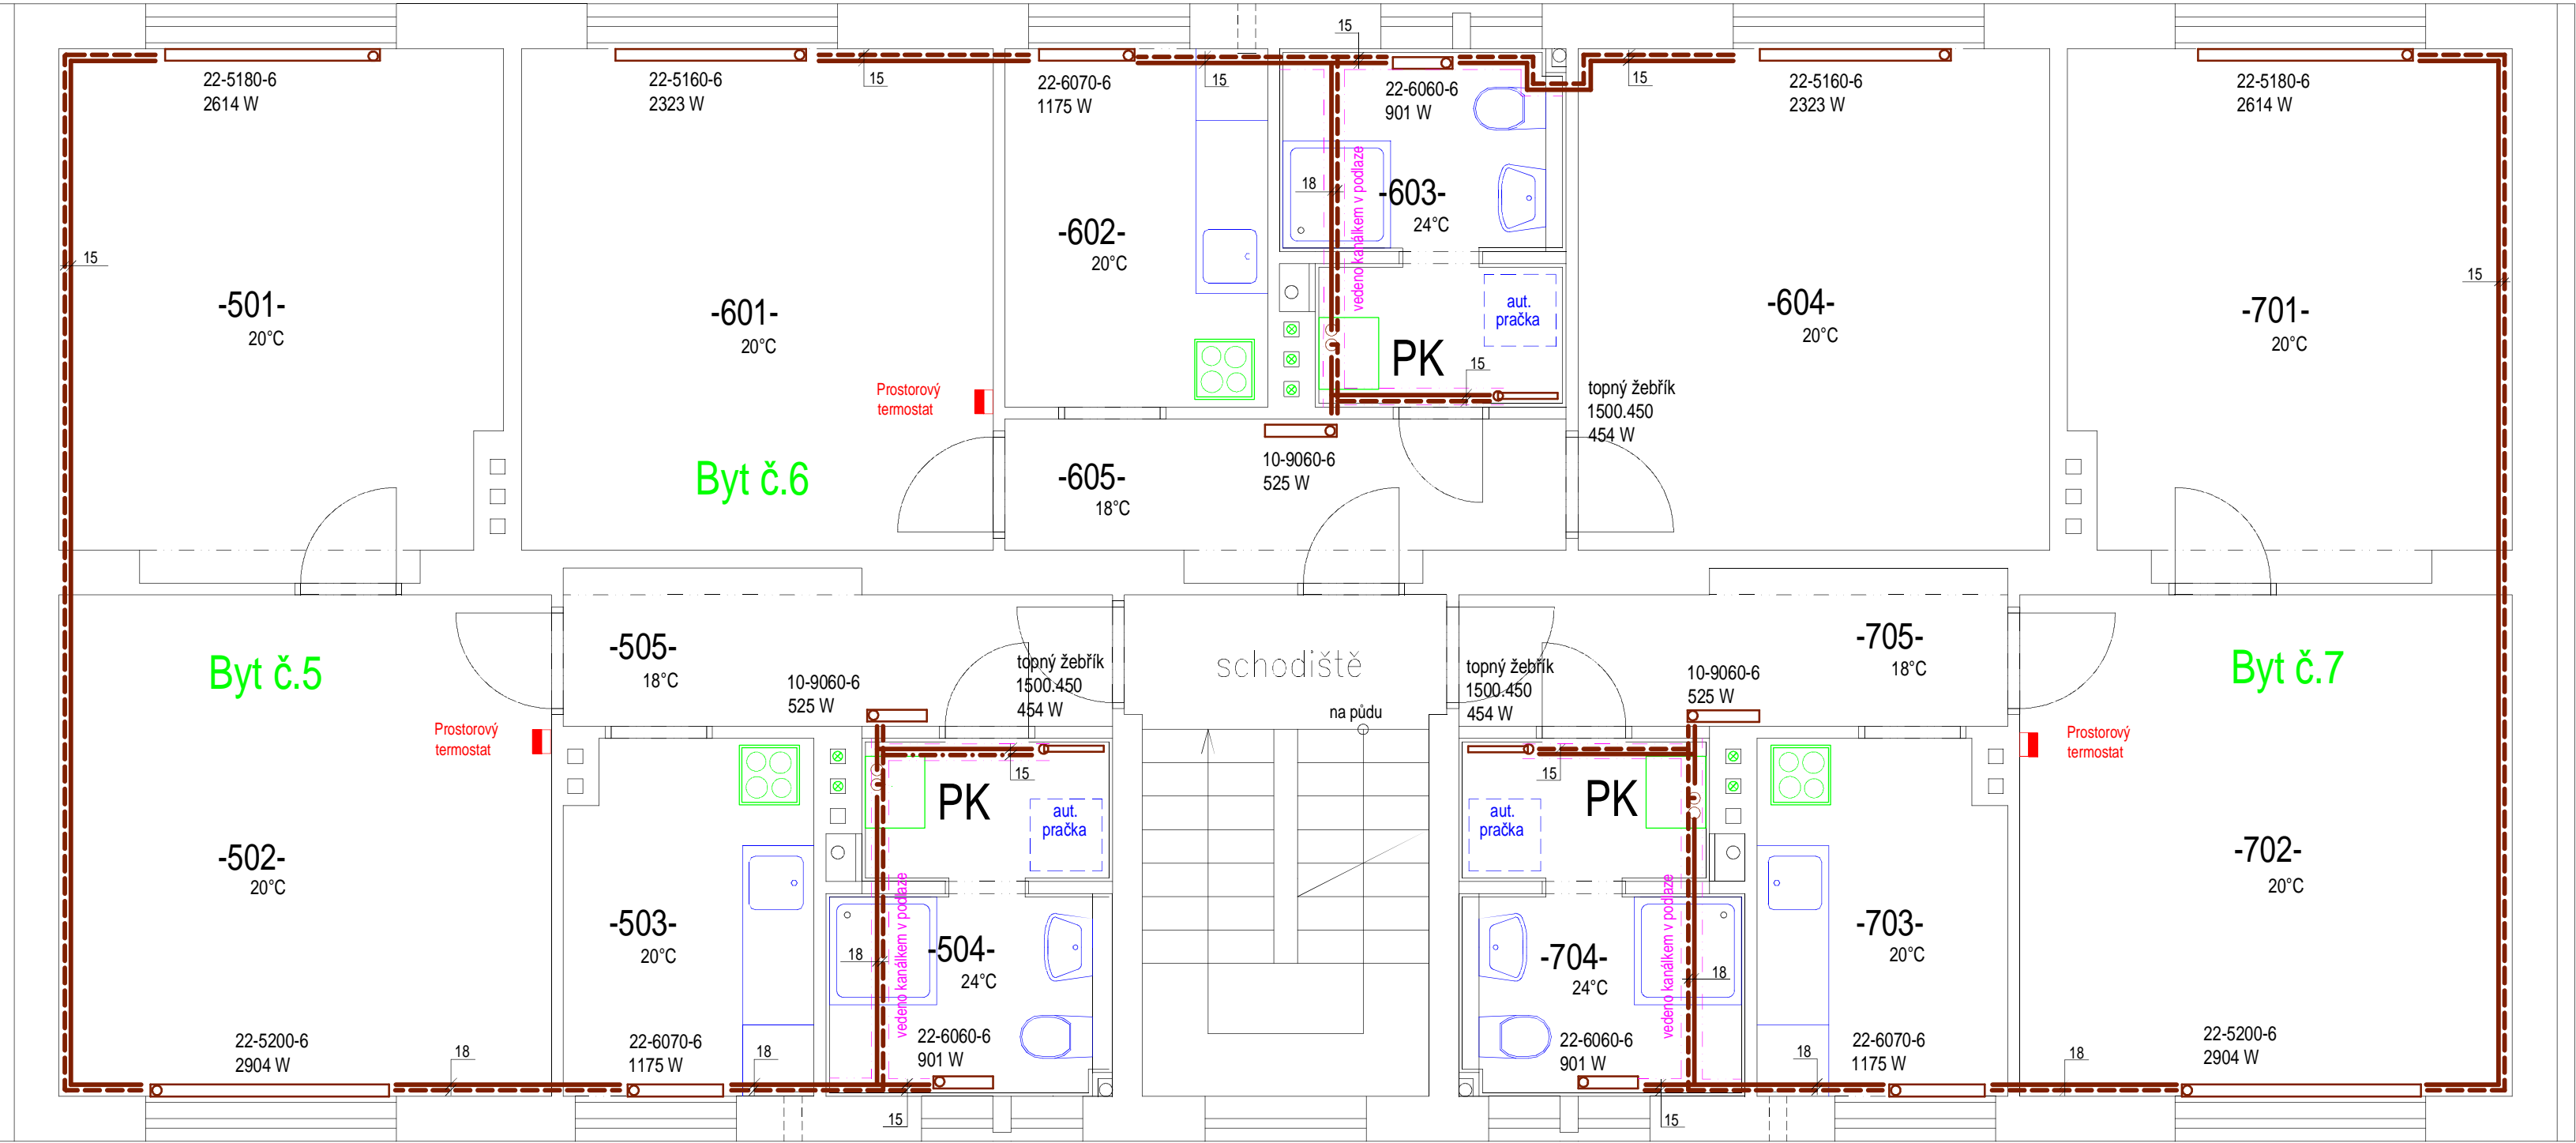 15
22-5180-6
2614 W
22-5160-6
2323 W
15
22-6070-6
1175 W
15
22-6060-6
901 W
15
22-5160-6
2323 W
22-5180-6
2614 W
vedeno kanálkem v podlaze
18
-603-
24°C
-602-
20°C
15
15
-501-
20°C
-601-
20°C
aut.
pračka
-604-
20°C
-701-
20°C
PK
15
Prostorový
termostat
topný žebřík
1500.450
454 W
Byt č.6
-605-
18°C
10-9060-6
525 W
Byt č.5
-505-
18°C
10-9060-6
525 W
topný žebřík
1500.450
454 W
schodiště
na půdu
topný žebřík
1500.450
454 W
10-9060-6
525 W
-705-
18°C
Byt č.7
Prostorový
termostat
Prostorový
termostat
15
PK
aut.
pračka
15
PK
aut.
pračka
-502-
20°C
-503-
20°C
18
vedeno kanálkem v podlaze
-504-
24°C
-704-
24°C
vedeno kanálkem v podlaze
18
-703-
20°C
-702-
20°C
22-5200-6
2904 W
18
22-6070-6
1175 W
18
22-6060-6
901 W
15
22-6060-6
901 W
15
18
22-6070-6
1175 W
18
22-5200-6
2904 W